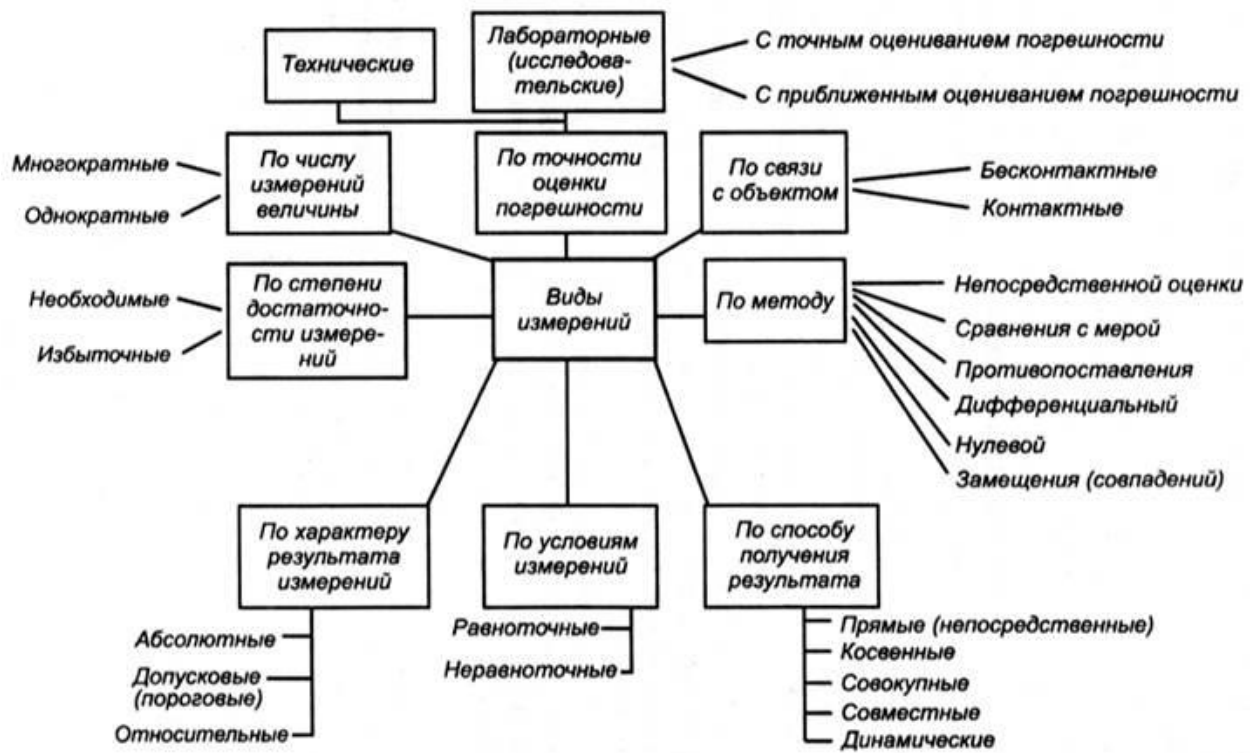 Технические
Лабораторные
(исследова-
тельские)
С точным оцениванием погрешности
С приближенным оцениванием погрешности
Многократные
Однократные
По числу
измерений
величины
По точности
оценки
погрешности
По связи
с объектом
Бесконтактные
Контактные
Необходимые
Избыточные
По степени
достаточно-
сти измере-
ний
Виды
измерений
По методу
Непосредственной оценки
Сравнения с мерой
Противопоставления
Дифференциальный
Нулевой
Замещения (совпадений)
По характеру
результата
измерений
Абсолютные
Допусковые
(пороговые)
Относительные
По условиям
измерений
Равноточные
Неравноточные
По способу
получения
результата
Прямые (непосредственные)
Косвенные
Совокупные
Совместные
Динамические